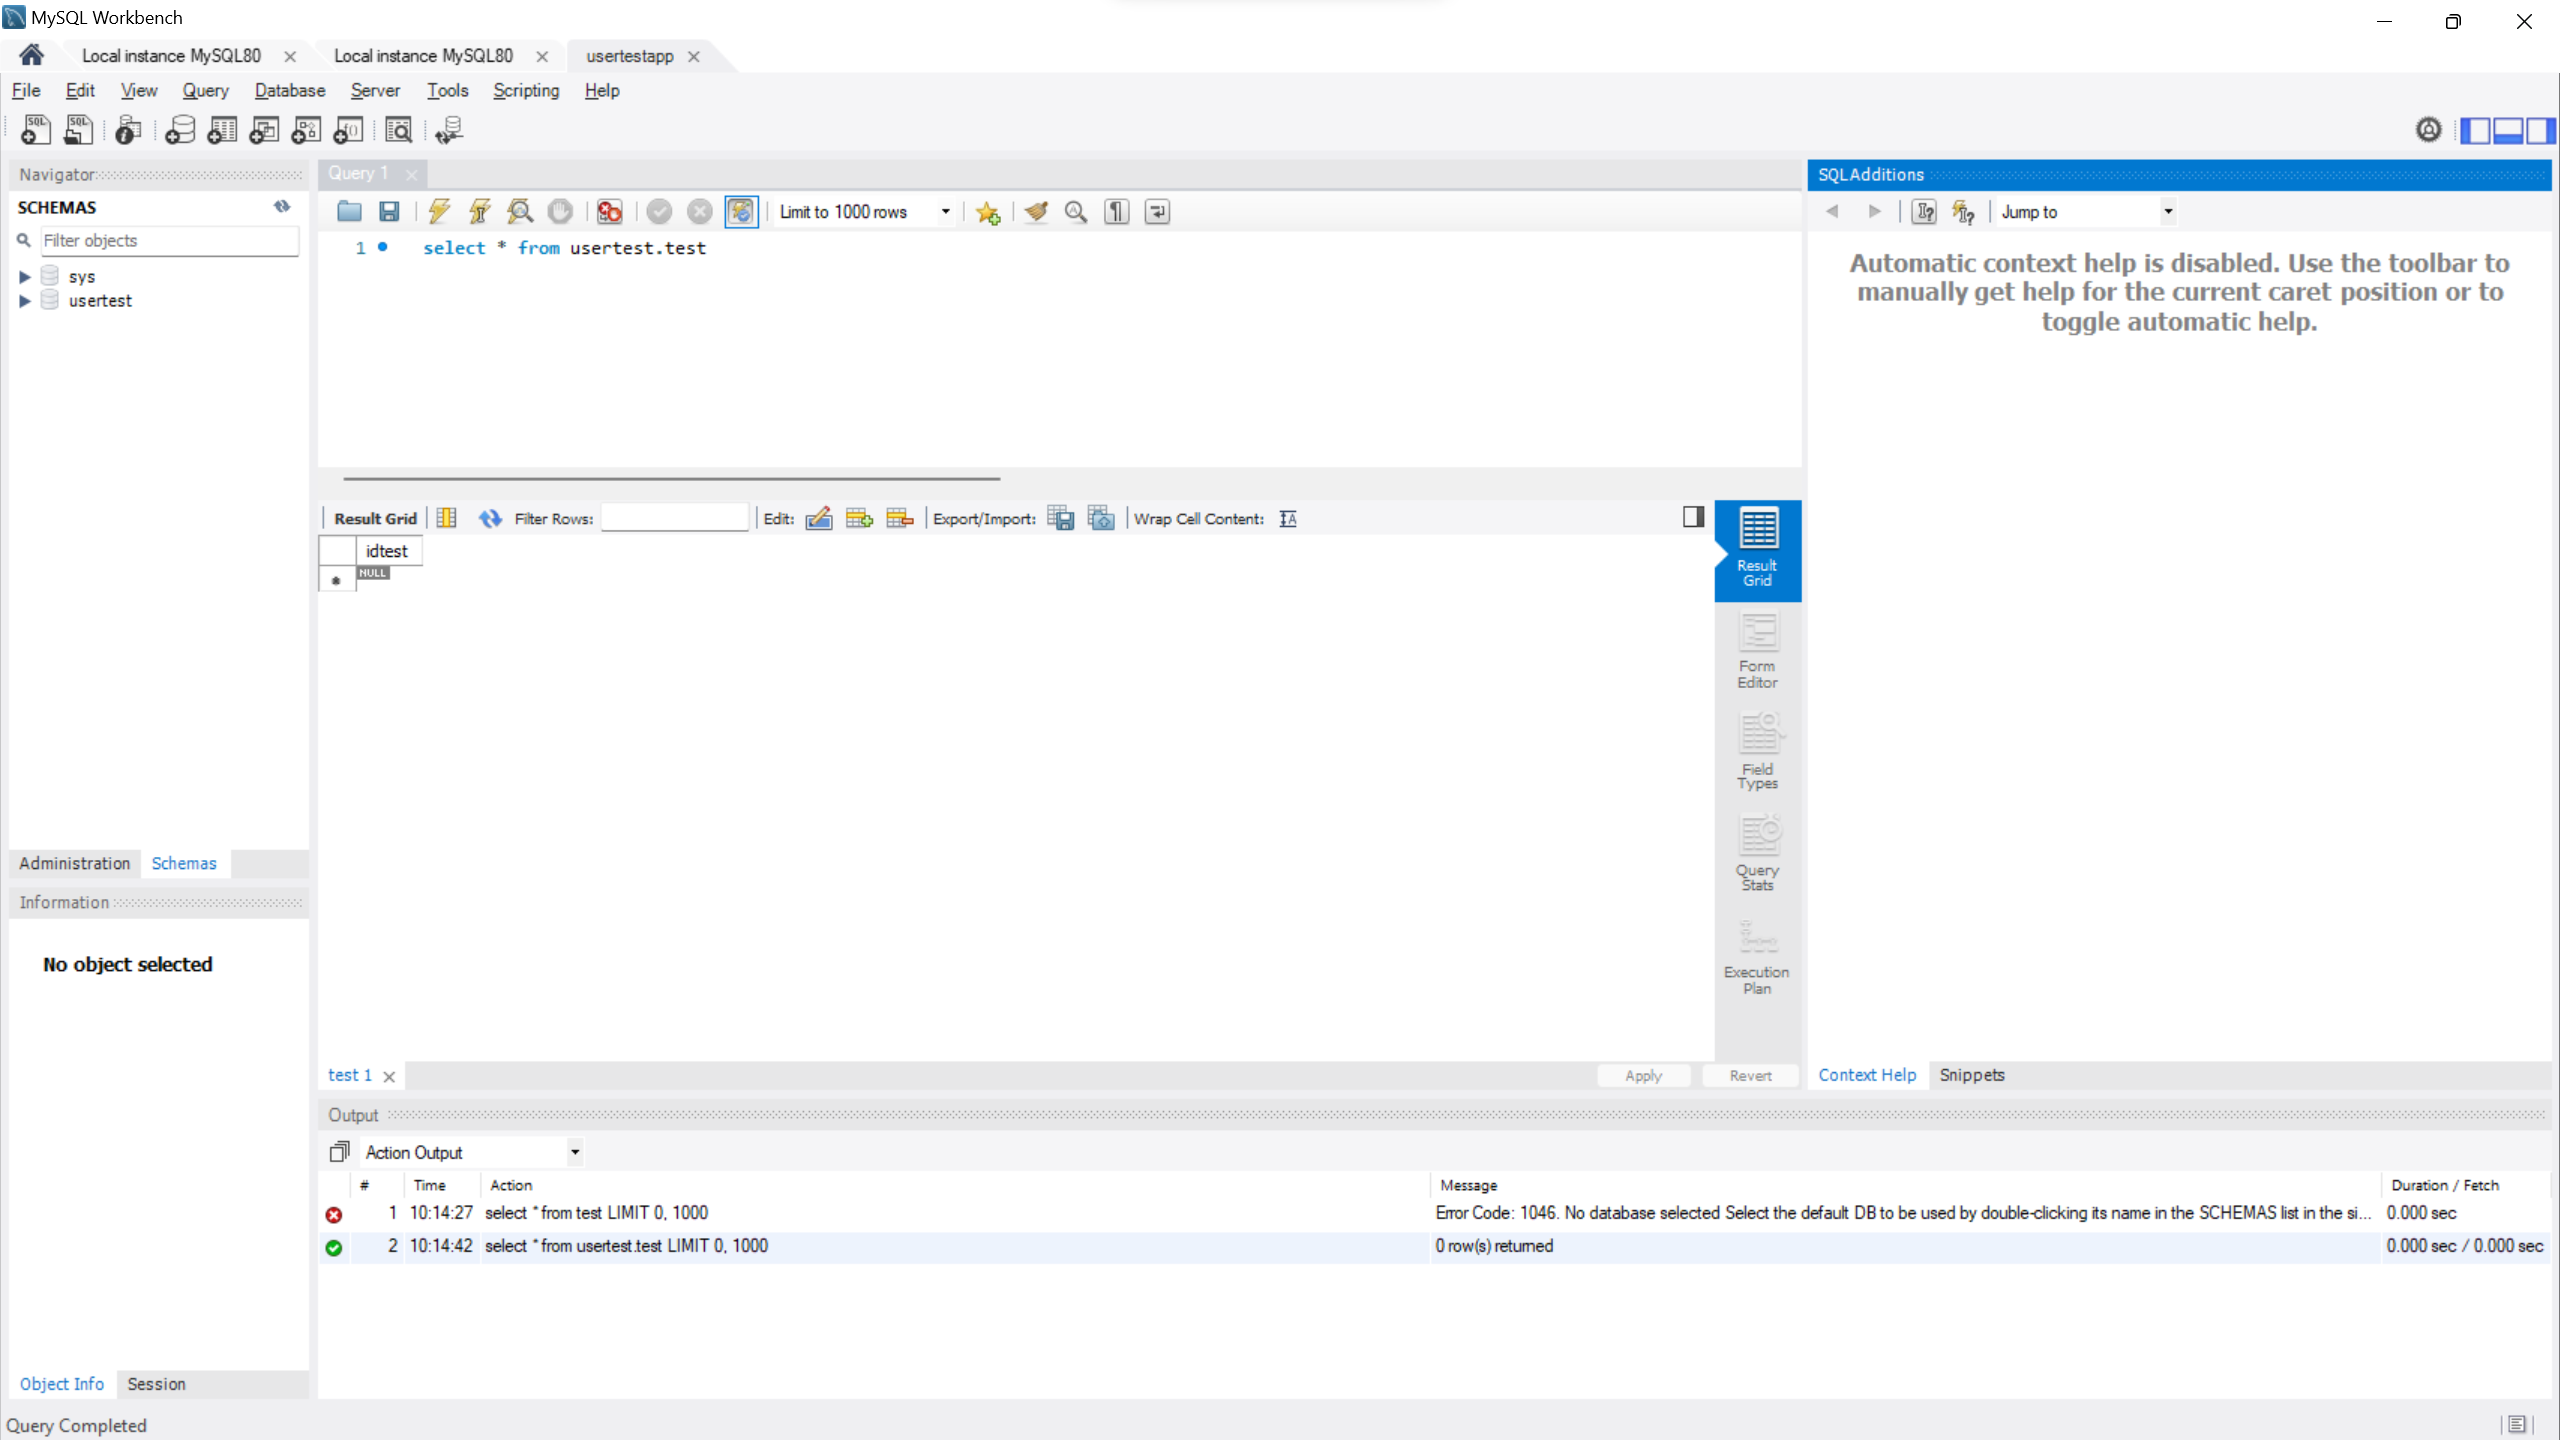 MySQL Workbench
Local instance MySQL80
Local instance MySQL80
usertestapp
File Edit View Query Database Server Tools Scripting Help
Navigator
SCHEMAS
Filter objects
sys
usertest
Administration Schemas
Information
No object selected
Object Info Session
Query 1
Limit to 1000 rows
1 select * from usertest.test
Result Grid Filter Rows: Edit: Export/Import: Wrap Cell Content:
idtest
NULL
Result
Grid
Form
Editor
Field
Types
Query
Stats
Execution
Plan
test 1
Apply Revert
SQLAdditions
Jump to
Automatic context help is disabled. Use the toolbar to
manually get help for the current caret position or to
toggle automatic help.
Context Help Snippets
Output
Action Output
# Time Action Message Duration / Fetch
1 10:14:27 select * from test LIMIT 0, 1000 Error Code: 1046. No database selected Select the default DB to be used by double-clicking its name in the SCHEMAS list in the si... 0.000 sec
2 10:14:42 select * from usertest.test LIMIT 0, 1000 0 row(s) returned 0.000 sec / 0.000 sec
Query Completed